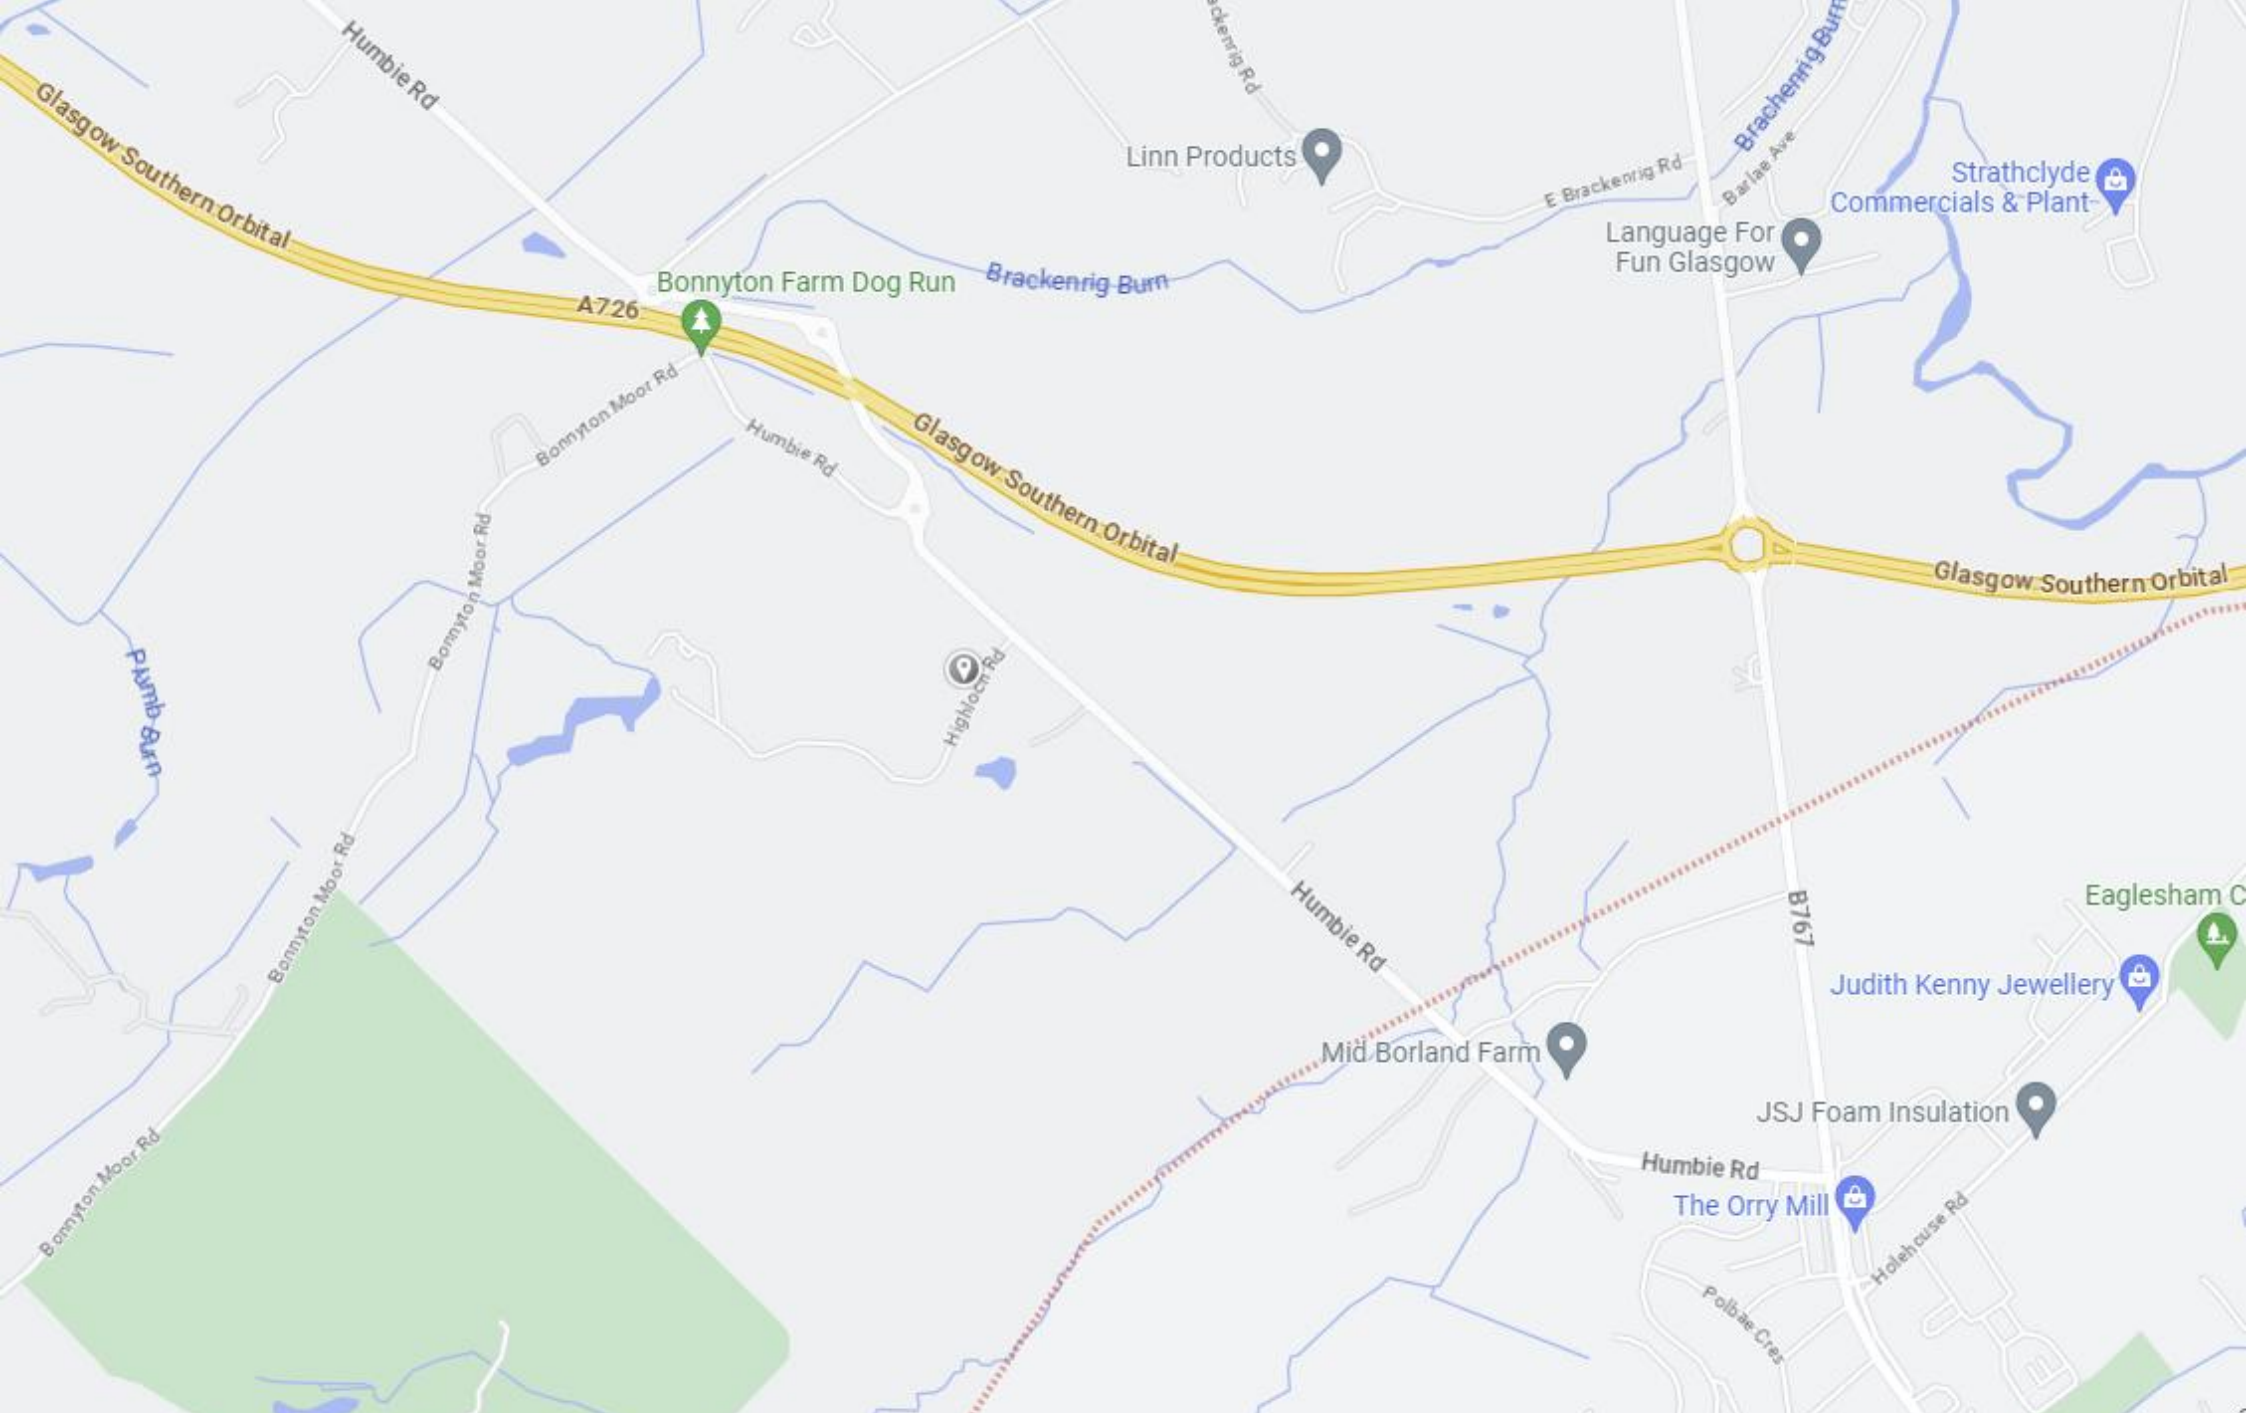 Humbie Rd
ackenrig Rd
Brackenrig Burn
Glasgow Southern Orbital
Linn Products
E Brackenrig Rd
Barlae Ave
Strathclyde
Commercials & Plant
Language For
Fun Glasgow
Bonnyton Farm Dog Run
Brackenrig Burn
A726
Bonnyton Moor Rd
Humbie Rd
Glasgow Southern Orbital
Bonnyton Moor Rd
Glasgow Southern Orbital
Highloch Rd
Plymb Burn
Bonnyton Moor Rd
Humbie Rd
B767
Eaglesham C
Judith Kenny Jewellery
Mid Borland Farm
JSJ Foam Insulation
Bonnyton Moor Rd
Humbie Rd
The Orry Mill
Holehouse Rd
Polbae Cres